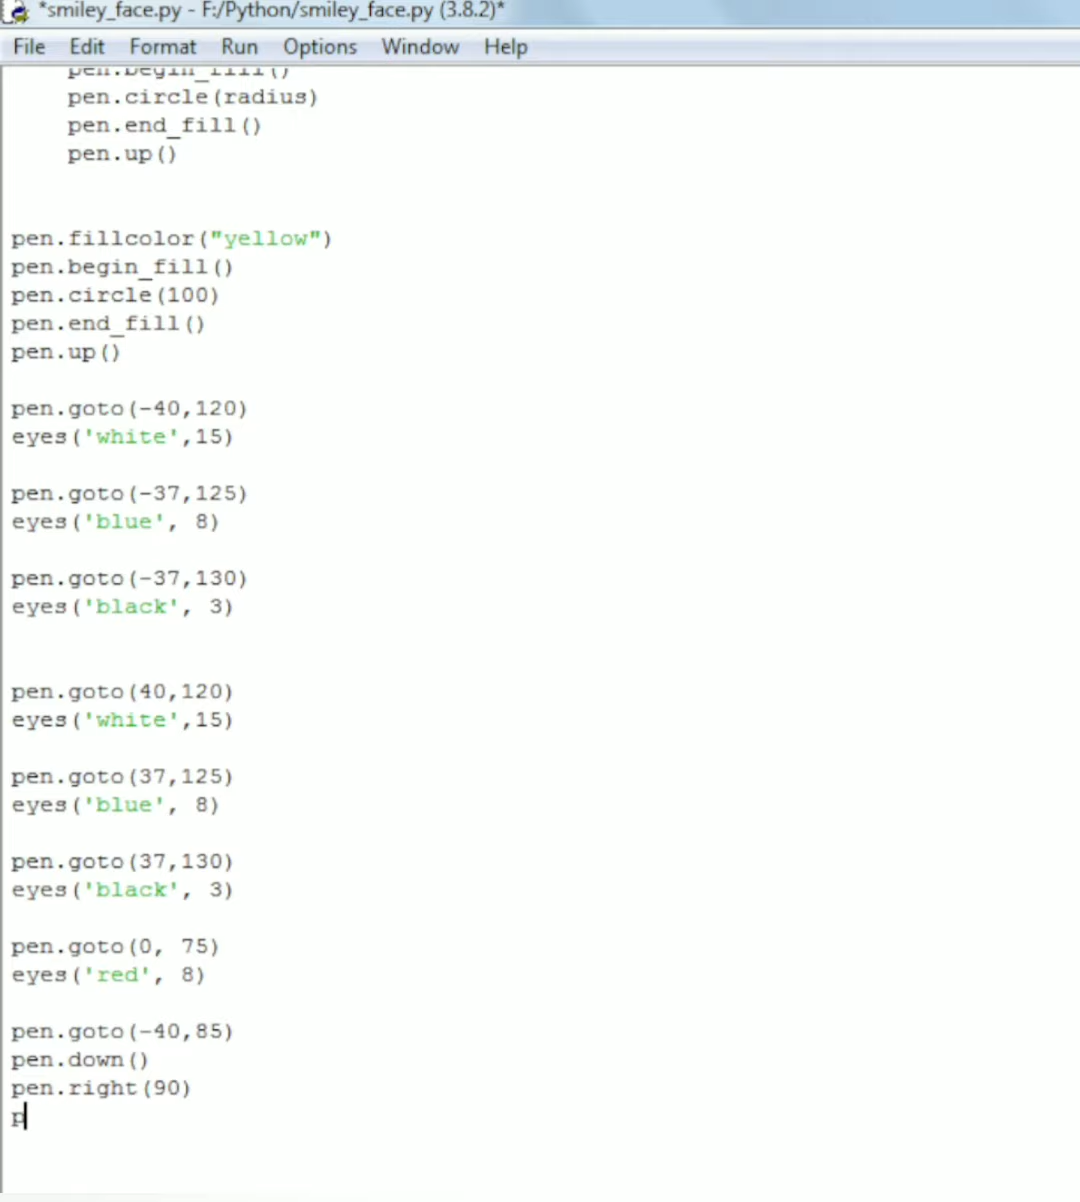 *smiley_face.py - F:/Python/smiley_face.py (3.8.2)*
File Edit Format Run Options Window Help
pen.begin_fill()
pen.circle(radius)
pen.end_fill()
pen.up()
pen.fillcolor("yellow")
pen.begin_fill()
pen.circle(100)
pen.end_fill()
pen.up()
pen.goto(-40,120)
eyes('white',15)
pen.goto(-37,125)
eyes('blue', 8)
pen.goto(-37,130)
eyes('black', 3)
pen.goto(40,120)
eyes('white',15)
pen.goto(37,125)
eyes('blue', 8)
pen.goto(37,130)
eyes('black', 3)
pen.goto(0, 75)
eyes('red', 8)
pen.goto(-40,85)
pen.down()
pen.right(90)
p